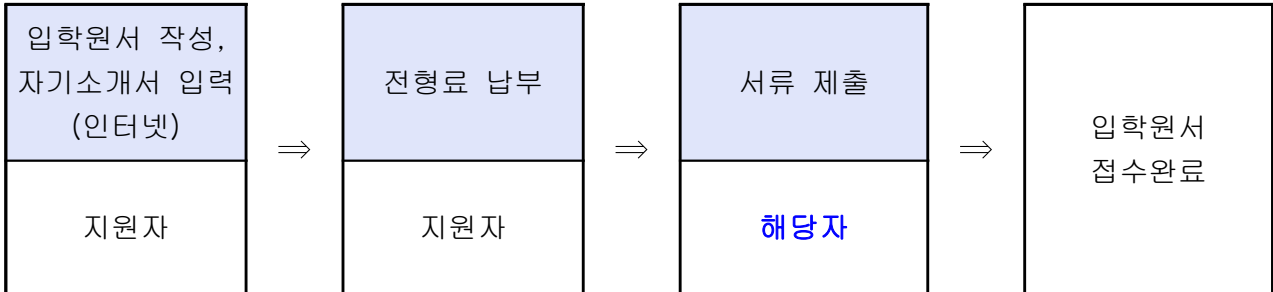 입학원서 작성,
자기소개서 입력
(인터넷)
지원자
⇒
전형료 납부
지원자
⇒
서류 제출
해당자
⇒
입학원서
접수완료